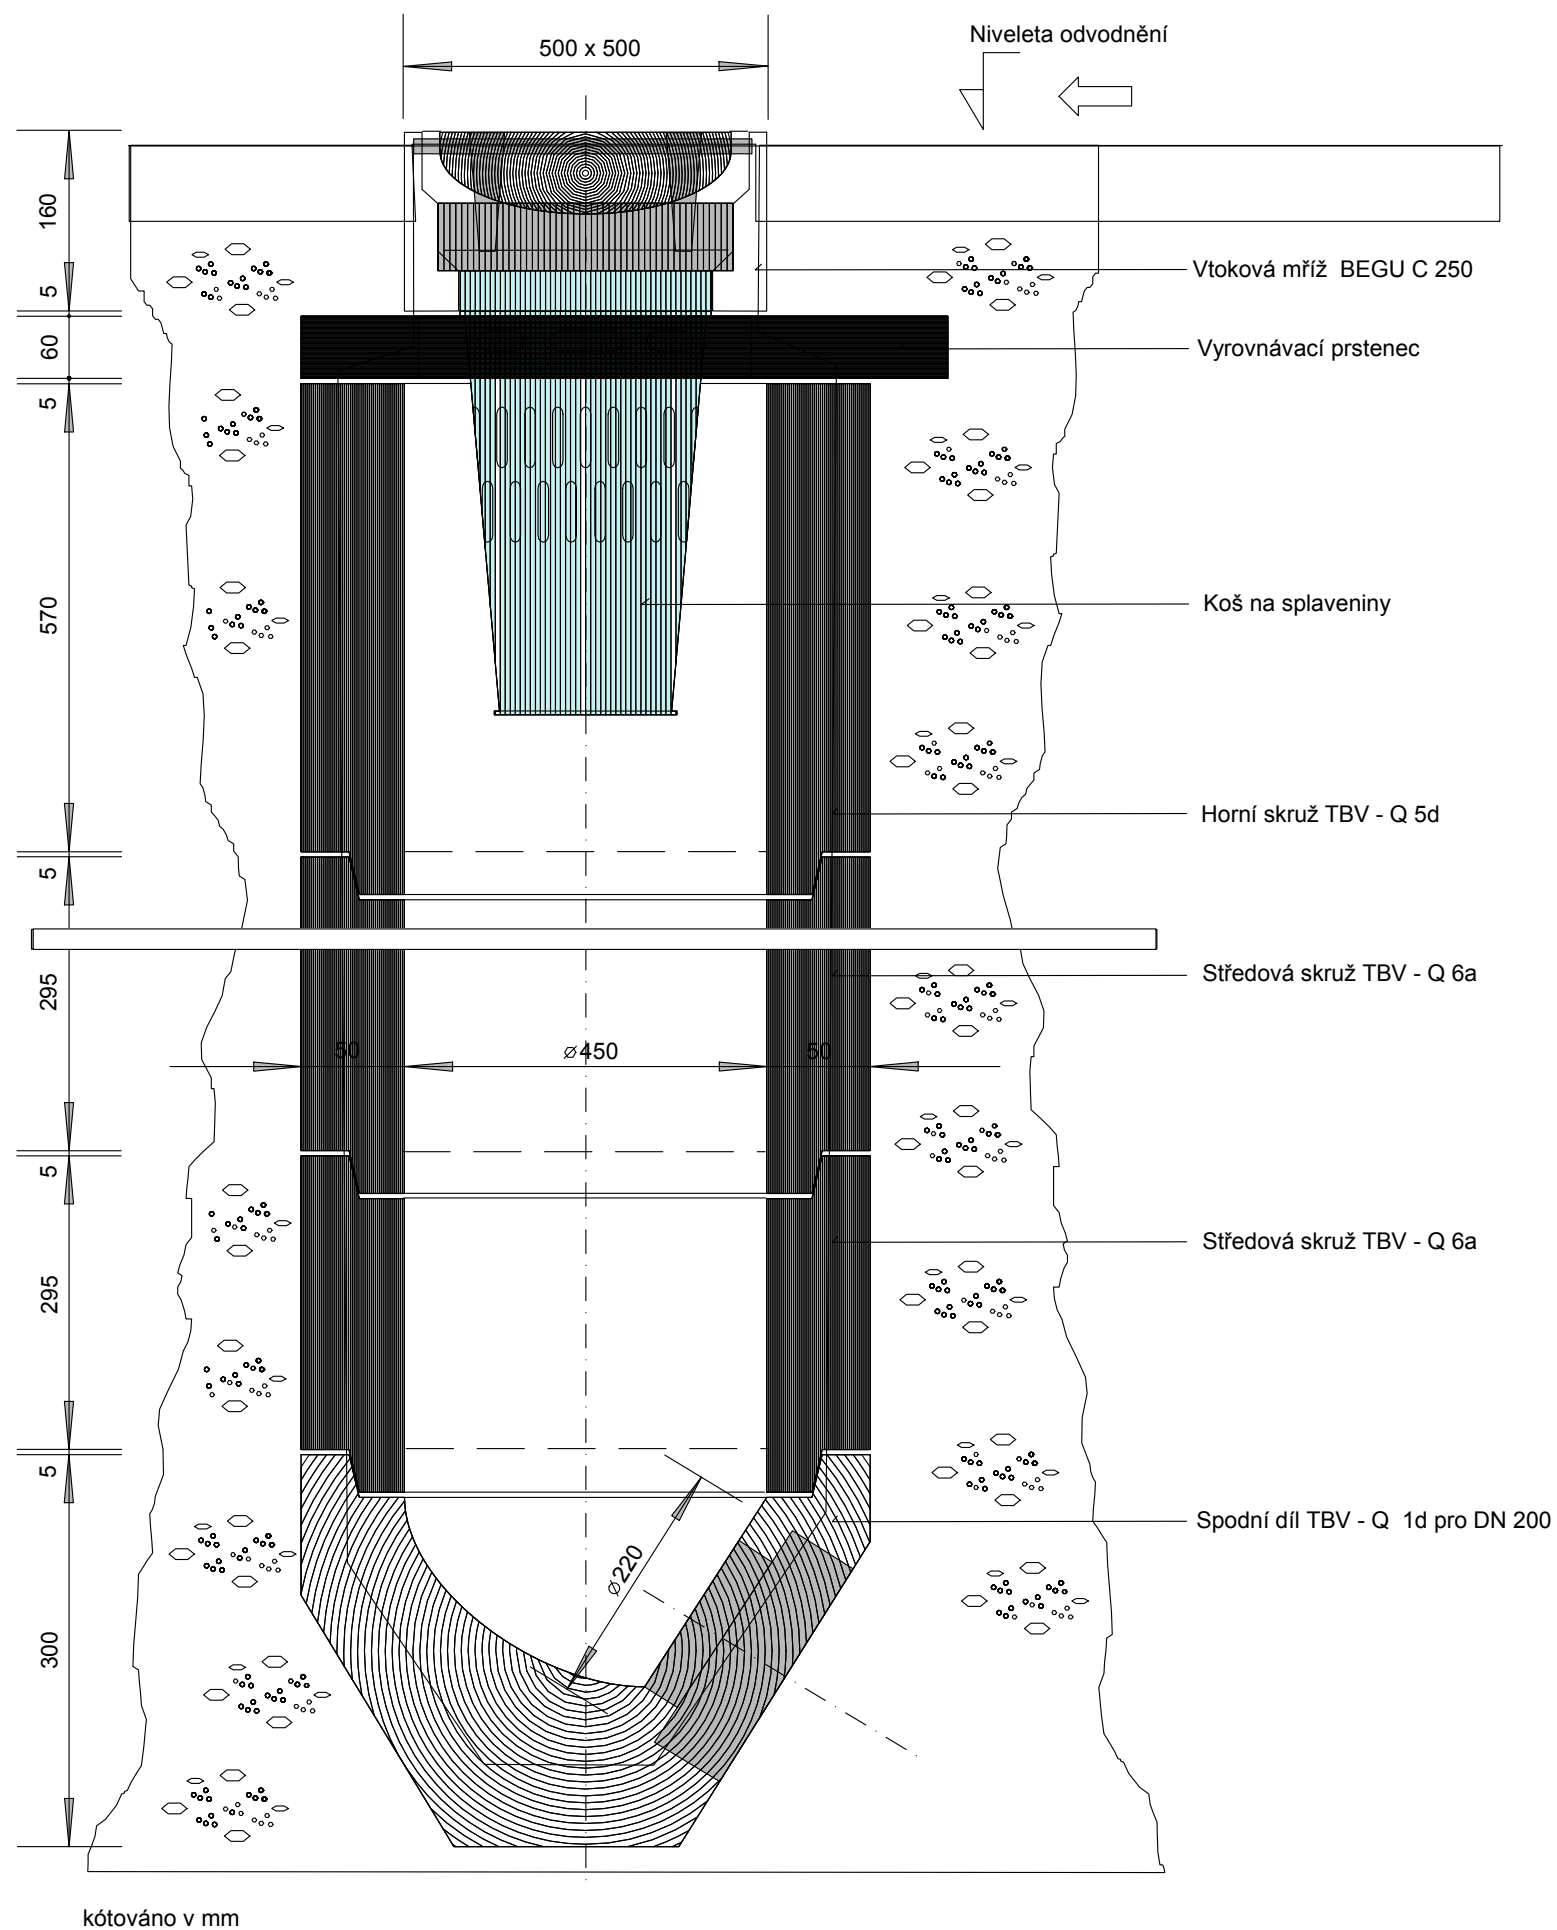 Niveleta odvodnění
500 x 500
160
5
Vtoková mříž BEGU C 250
60
Vyrovnávací prstenec
5
570
Koš na splaveniny
Horní skruž TBV - Q 5d
5
295
Středová skruž TBV - Q 6a
50
⌀450
50
5
Středová skruž TBV - Q 6a
295
5
Spodní díl TBV - Q 1d pro DN 200
⌀220
300
kótováno v mm